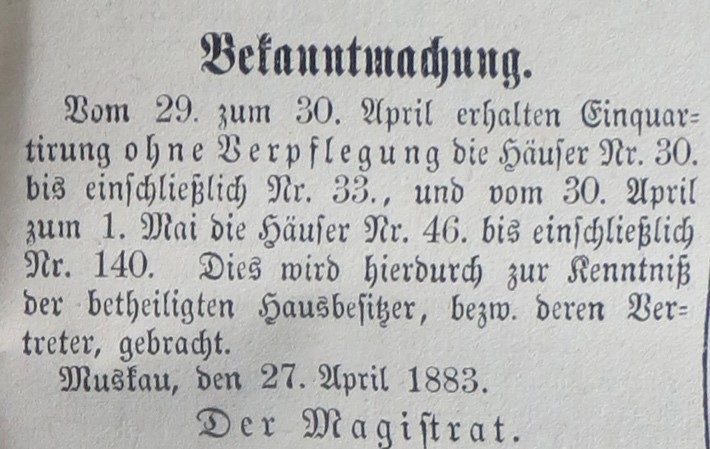 Bekanntmachung.
Vom 29. zum 30. April erhalten Einquar=
tirung ohne Verpflegung die Häuser Nr. 30.
bis einschließlich Nr. 33., und vom 30. April
zum 1. Mai die Häuser Nr. 46. bis einschließlich
Nr. 140. Dies wird hierdurch zur Kenntniß
der betheiligten Hausbesitzer, bezw. deren Ver=
treter, gebracht.
Muskau, den 27. April 1883.
Der Magistrat.